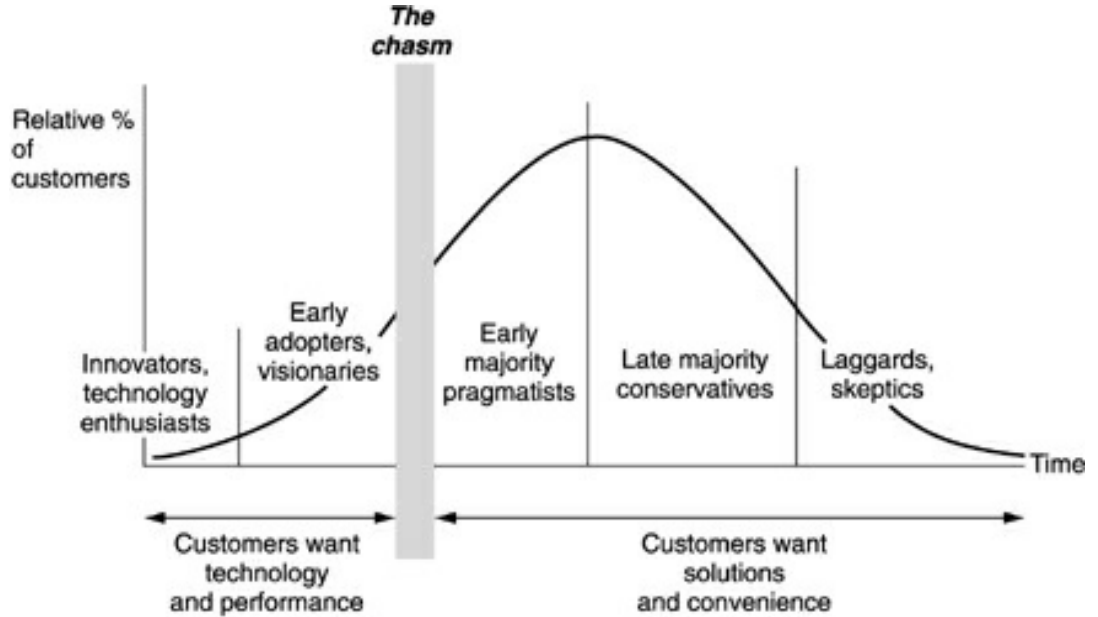 The
chasm
Relative %
of
customers
Innovators,
technology
enthusiasts
Early
adopters,
visionaries
Early
majority
pragmatists
Late majority
conservatives
Laggards,
skeptics
Time
Customers want
technology
and performance
Customers want
solutions
and convenience